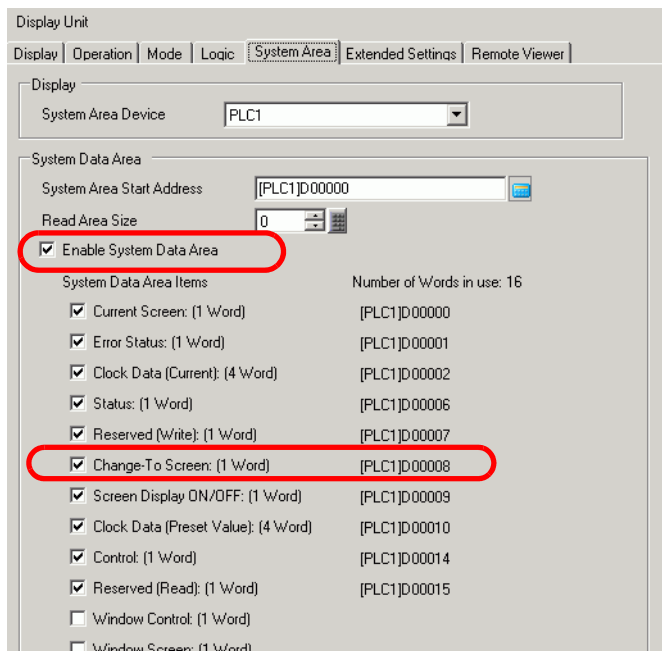 Display Unit
Display Operation Mode Logic System Area Extended Settings Remote Viewer
Display
System Area Device PLC1
System Data Area
System Area Start Address [PLC1]D00000
Read Area Size 0
Enable System Data Area
System Data Area Items Number of Words in use: 16
Current Screen: (1 Word) [PLC1]D00000
Error Status: (1 Word) [PLC1]D00001
Clock Data (Current): (4 Word) [PLC1]D00002
Status: (1 Word) [PLC1]D00006
Reserved (Write): (1 Word) [PLC1]D00007
Change-To Screen: (1 Word) [PLC1]D00008
Screen Display ON/OFF: (1 Word) [PLC1]D00009
Clock Data (Preset Value): (4 Word) [PLC1]D00010
Control: (1 Word) [PLC1]D00014
Reserved (Read): (1 Word) [PLC1]D00015
Window Control: (1 Word)
Window Screen: (1 Word)